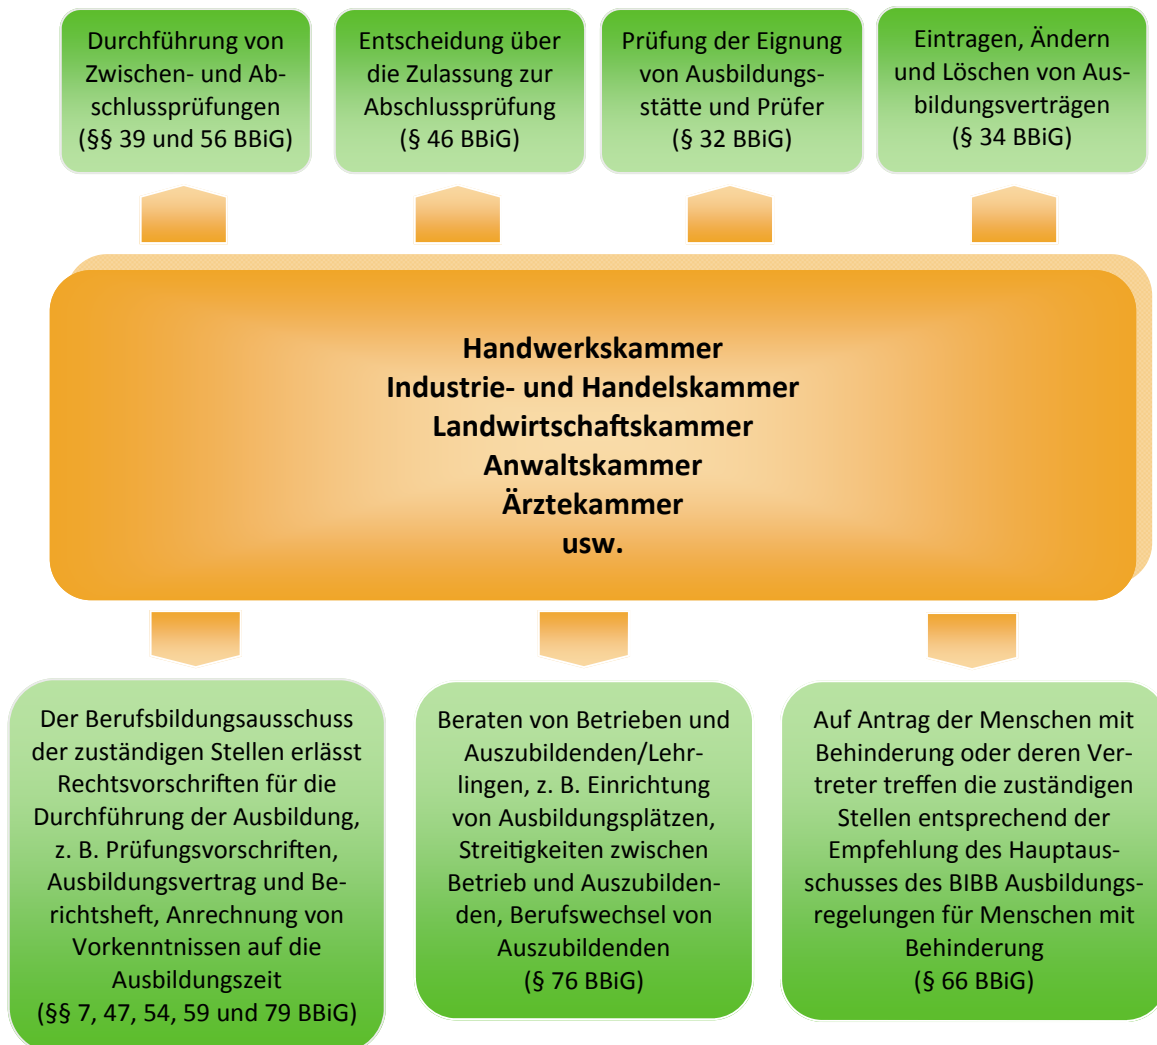 Durchführung von
Zwischen- und Ab-
schlussprüfungen
(§§ 39 und 56 BBiG)
Entscheidung über
die Zulassung zur
Abschlussprüfung
(§ 46 BBiG)
Prüfung der Eignung
von Ausbildungs-
stätte und Prüfer
(§ 32 BBiG)
Eintragen, Ändern
und Löschen von Aus-
bildungsverträgen
(§ 34 BBiG)
Handwerkskammer
Industrie- und Handelskammer
Landwirtschaftskammer
Anwaltskammer
Ärztekammer
usw.
Der Berufsbildungsausschuss
der zuständigen Stellen erlässt
Rechtsvorschriften für die
Durchführung der Ausbildung,
z. B. Prüfungsvorschriften,
Ausbildungsvertrag und Be-
richtsheft, Anrechnung von
Vorkenntnissen auf die
Ausbildungszeit
(§§ 7, 47, 54, 59 und 79 BBiG)
Beraten von Betrieben und
Auszubildenden/Lehr-
lingen, z. B. Einrichtung
von Ausbildungsplätzen,
Streitigkeiten zwischen
Betrieb und Auszubilden-
den, Berufswechsel von
Auszubildenden
(§ 76 BBiG)
Auf Antrag der Menschen mit
Behinderung oder deren Ver-
treter treffen die zuständigen
Stellen entsprechend der
Empfehlung des Hauptaus-
schusses des BIBB Ausbildungs-
regelungen für Menschen mit
Behinderung
(§ 66 BBiG)